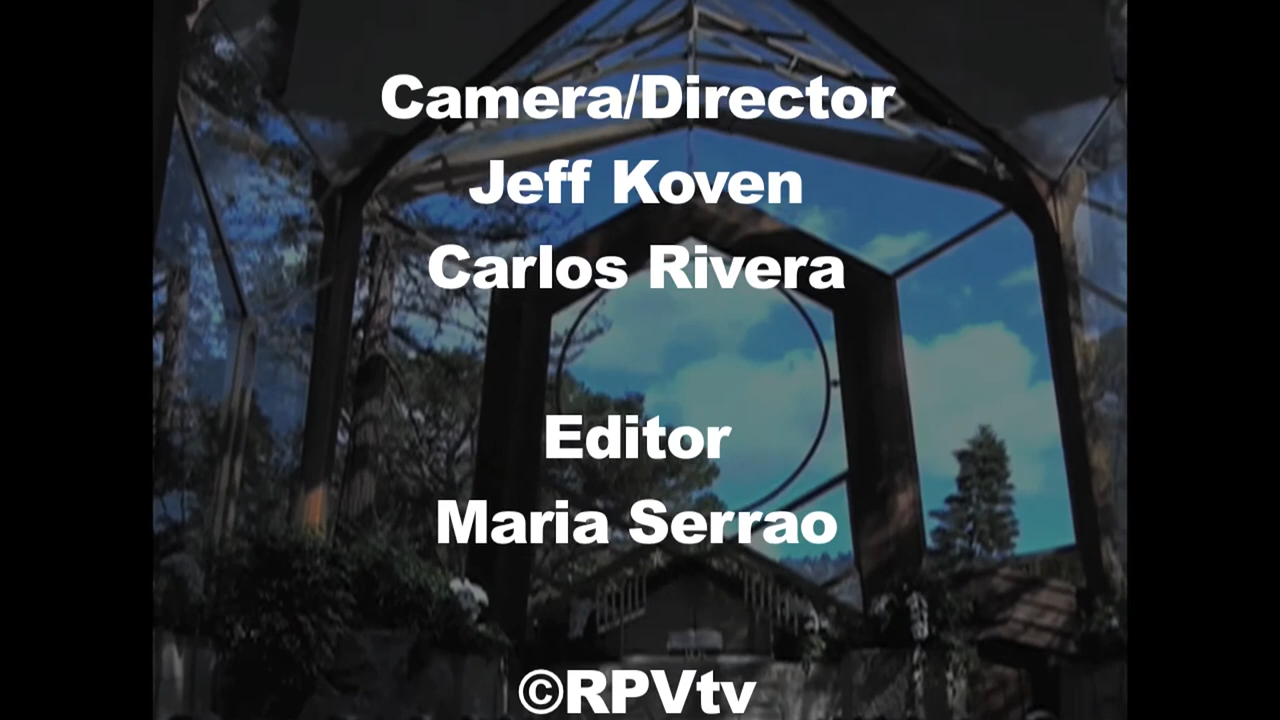 Camera/Director
Jeff Koven
Carlos Rivera
Editor
Maria Serrao
©RPVtv